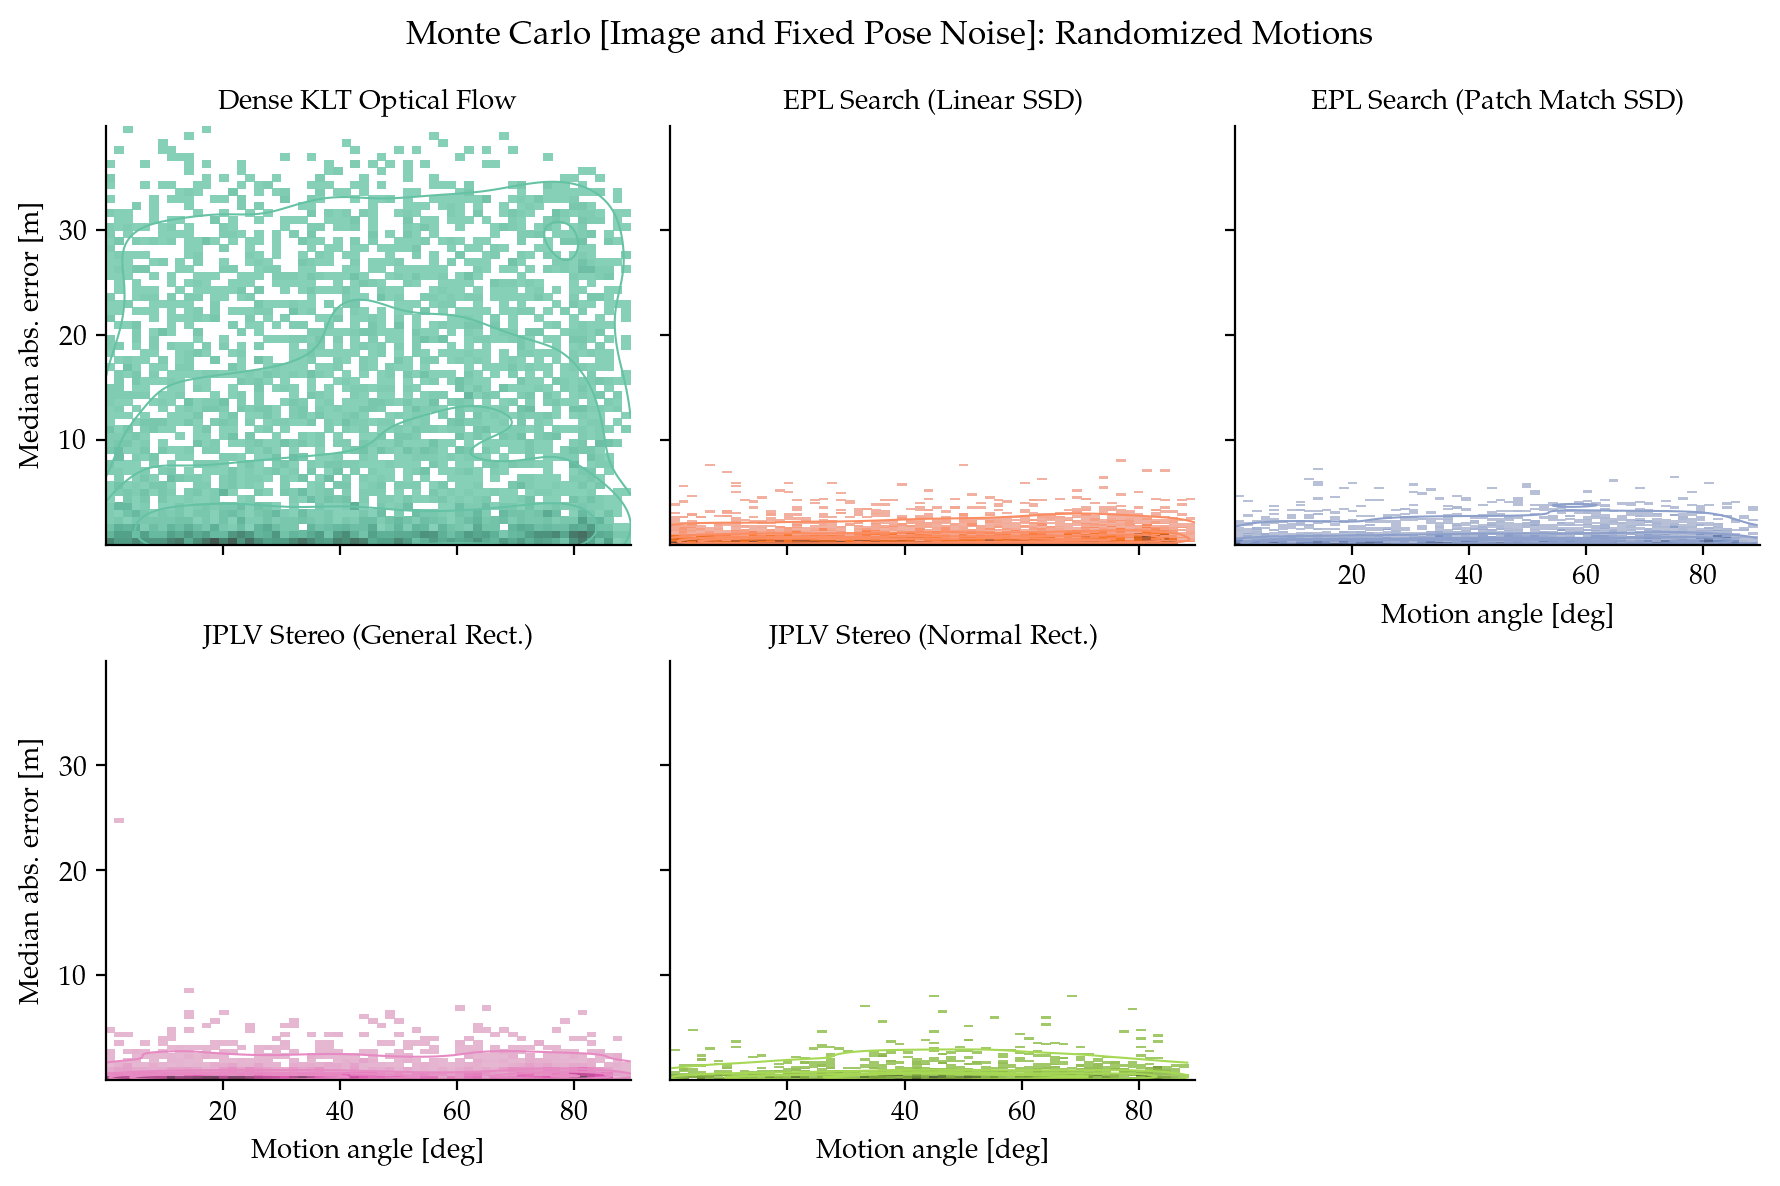 Monte Carlo [Image and Fixed Pose Noise]: Randomized Motions
Dense KLT Optical Flow
EPL Search (Linear SSD)
EPL Search (Patch Match SSD)
Median abs. error [m]
30
20
10
20 40 60 80
Motion angle [deg]
JPLV Stereo (General Rect.)
JPLV Stereo (Normal Rect.)
Median abs. error [m]
30
20
10
20 40 60 80
Motion angle [deg]
20 40 60 80
Motion angle [deg]